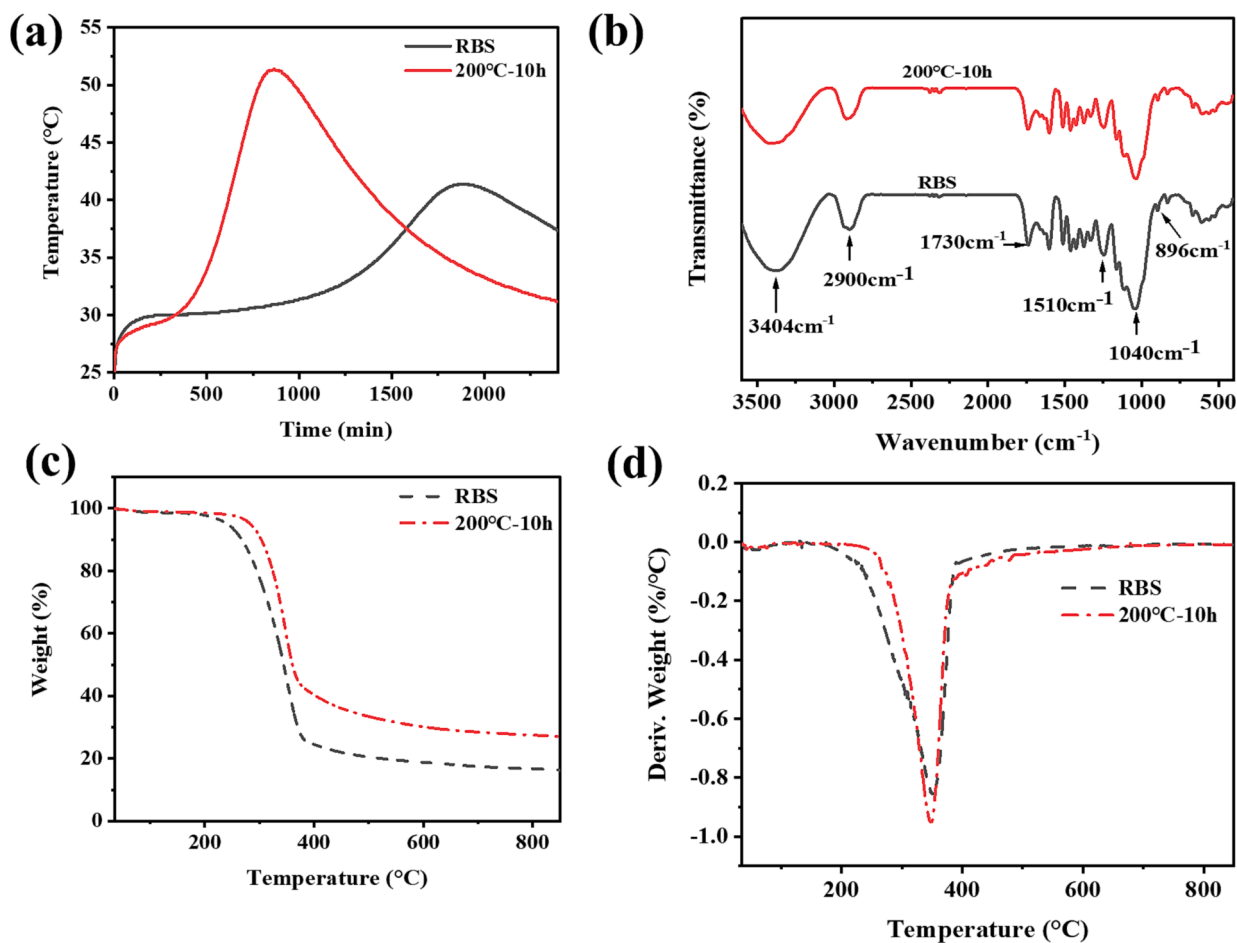 (a)
55
50
45
40
35
30
25
Temperature (°C)
RBS
200°C-10h
0 500 1000 1500 2000
Time (min)
(b)
Transmittance (%)
200°C-10h
RBS
1730cm-1
896cm-1
2900cm-1
1510cm-1
3404cm-1
1040cm-1
3500 3000 2500 2000 1500 1000 500
Wavenumber (cm-1)
(c)
100
80
60
40
20
0
Weight (%)
RBS
200°C-10h
200 400 600 800
Temperature (°C)
(d)
0.2
0.0
-0.2
-0.4
-0.6
-0.8
-1.0
Deriv. Weight (%/°C)
RBS
200°C-10h
200 400 600 800
Temperature (°C)